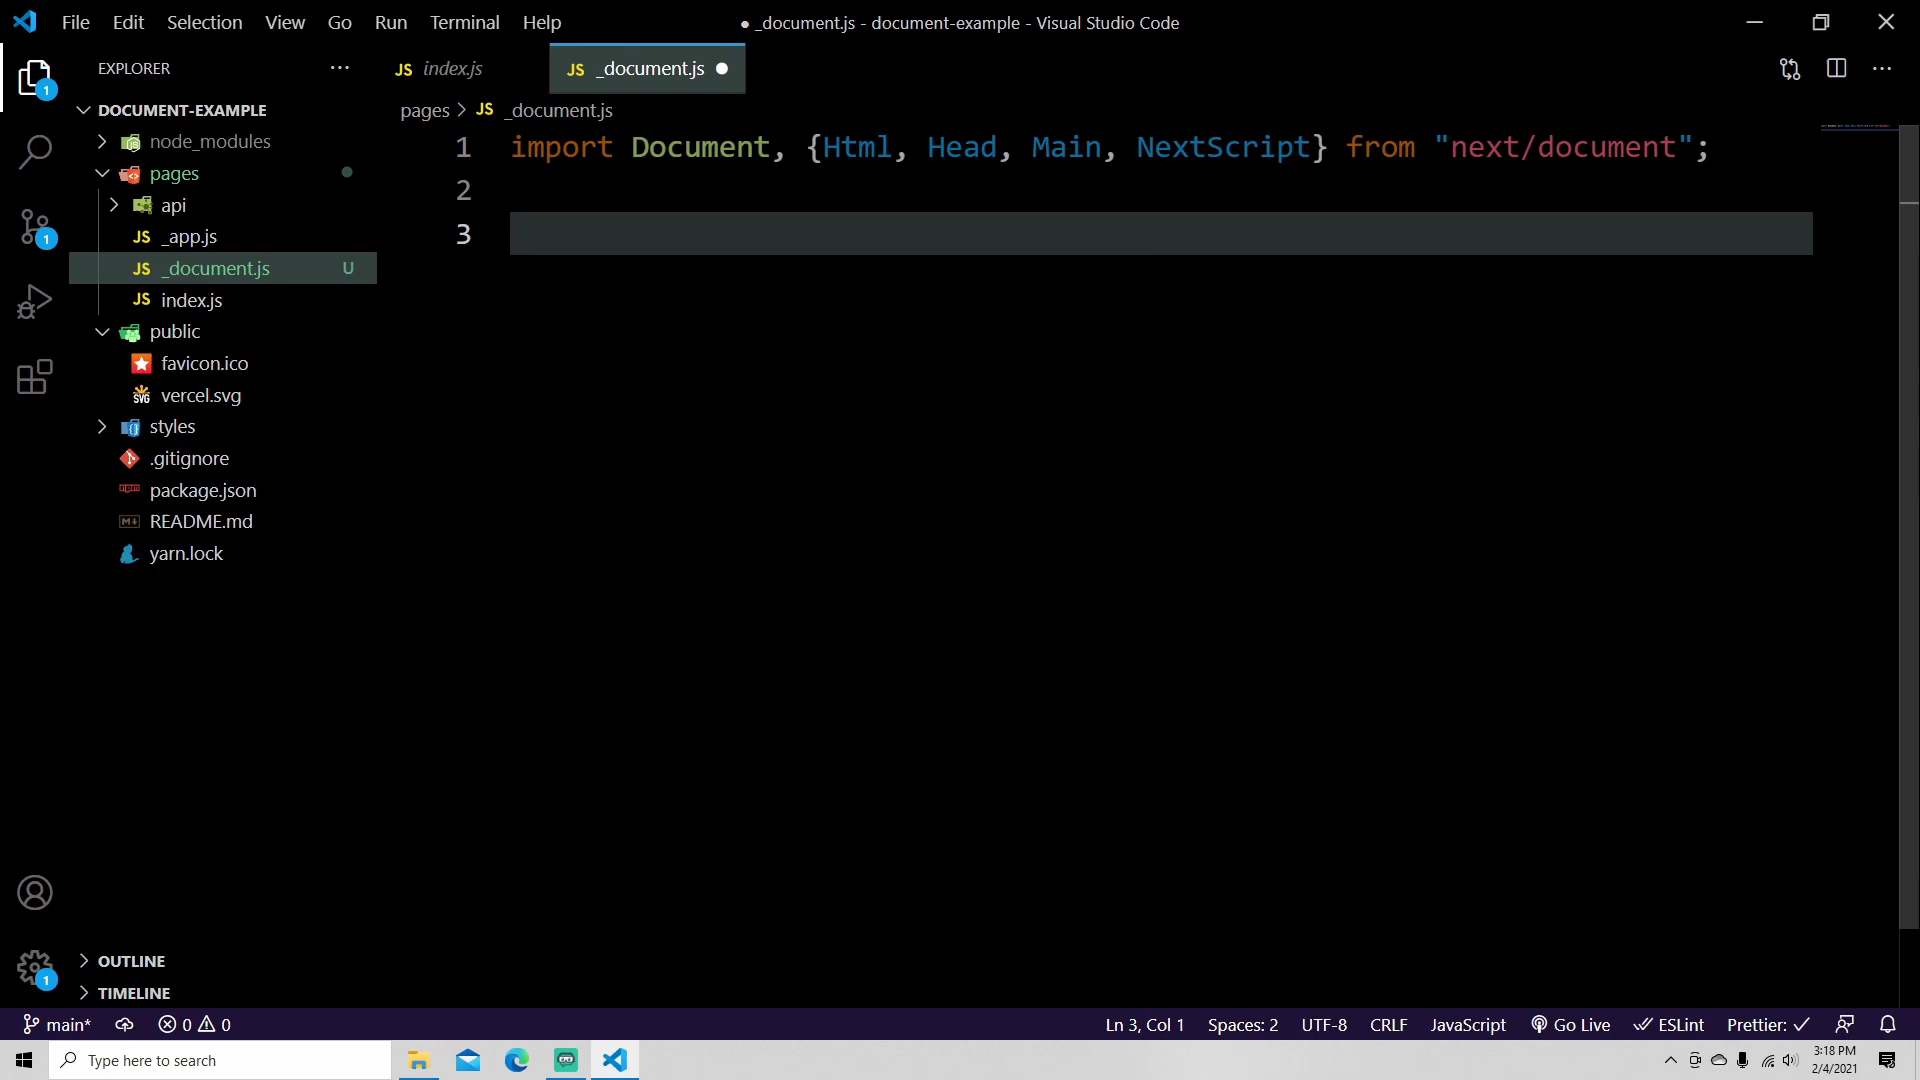 File Edit Selection View Go Run Terminal Help
● _document.js - document-example - Visual Studio Code
EXPLORER
JS index.js
JS _document.js
DOCUMENT-EXAMPLE
pages > JS _document.js
node_modules
pages
api
JS _app.js
JS _document.js U
JS index.js
public
favicon.ico
SVG vercel.svg
styles
.gitignore
package.json
README.md
yarn.lock
1 import Document, {Html, Head, Main, NextScript} from "next/document";
2
3
1
1
1
OUTLINE
TIMELINE
main* 0 0
Ln 3, Col 1 Spaces: 2 UTF-8 CRLF JavaScript Go Live ESLint Prettier: ✓
Type here to search
3:18 PM
2/4/2021